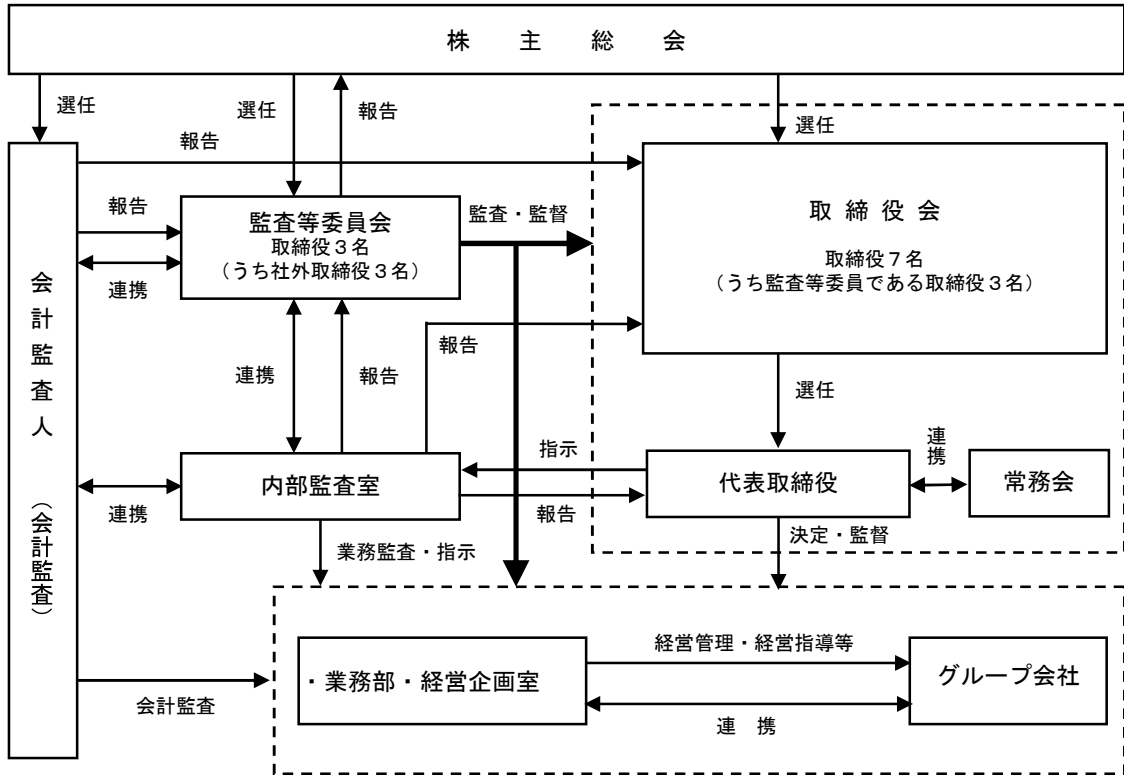 株　主　総　会
選任
選任
報告
選任
報告
報告
連携
監査等委員会
取締役３名
（うち社外取締役３名）
監査・監督
取　締　役　会
取締役７名
（うち監査等委員である取締役３名）
会計監査人　（会計監査）
連携
報告
報告
選任
指示
連携
内部監査室
代表取締役
常務会
連携
報告
業務監査・指示
決定・監督
経営管理・経営指導等
・業務部・経営企画室
グループ会社
会計監査
連　携